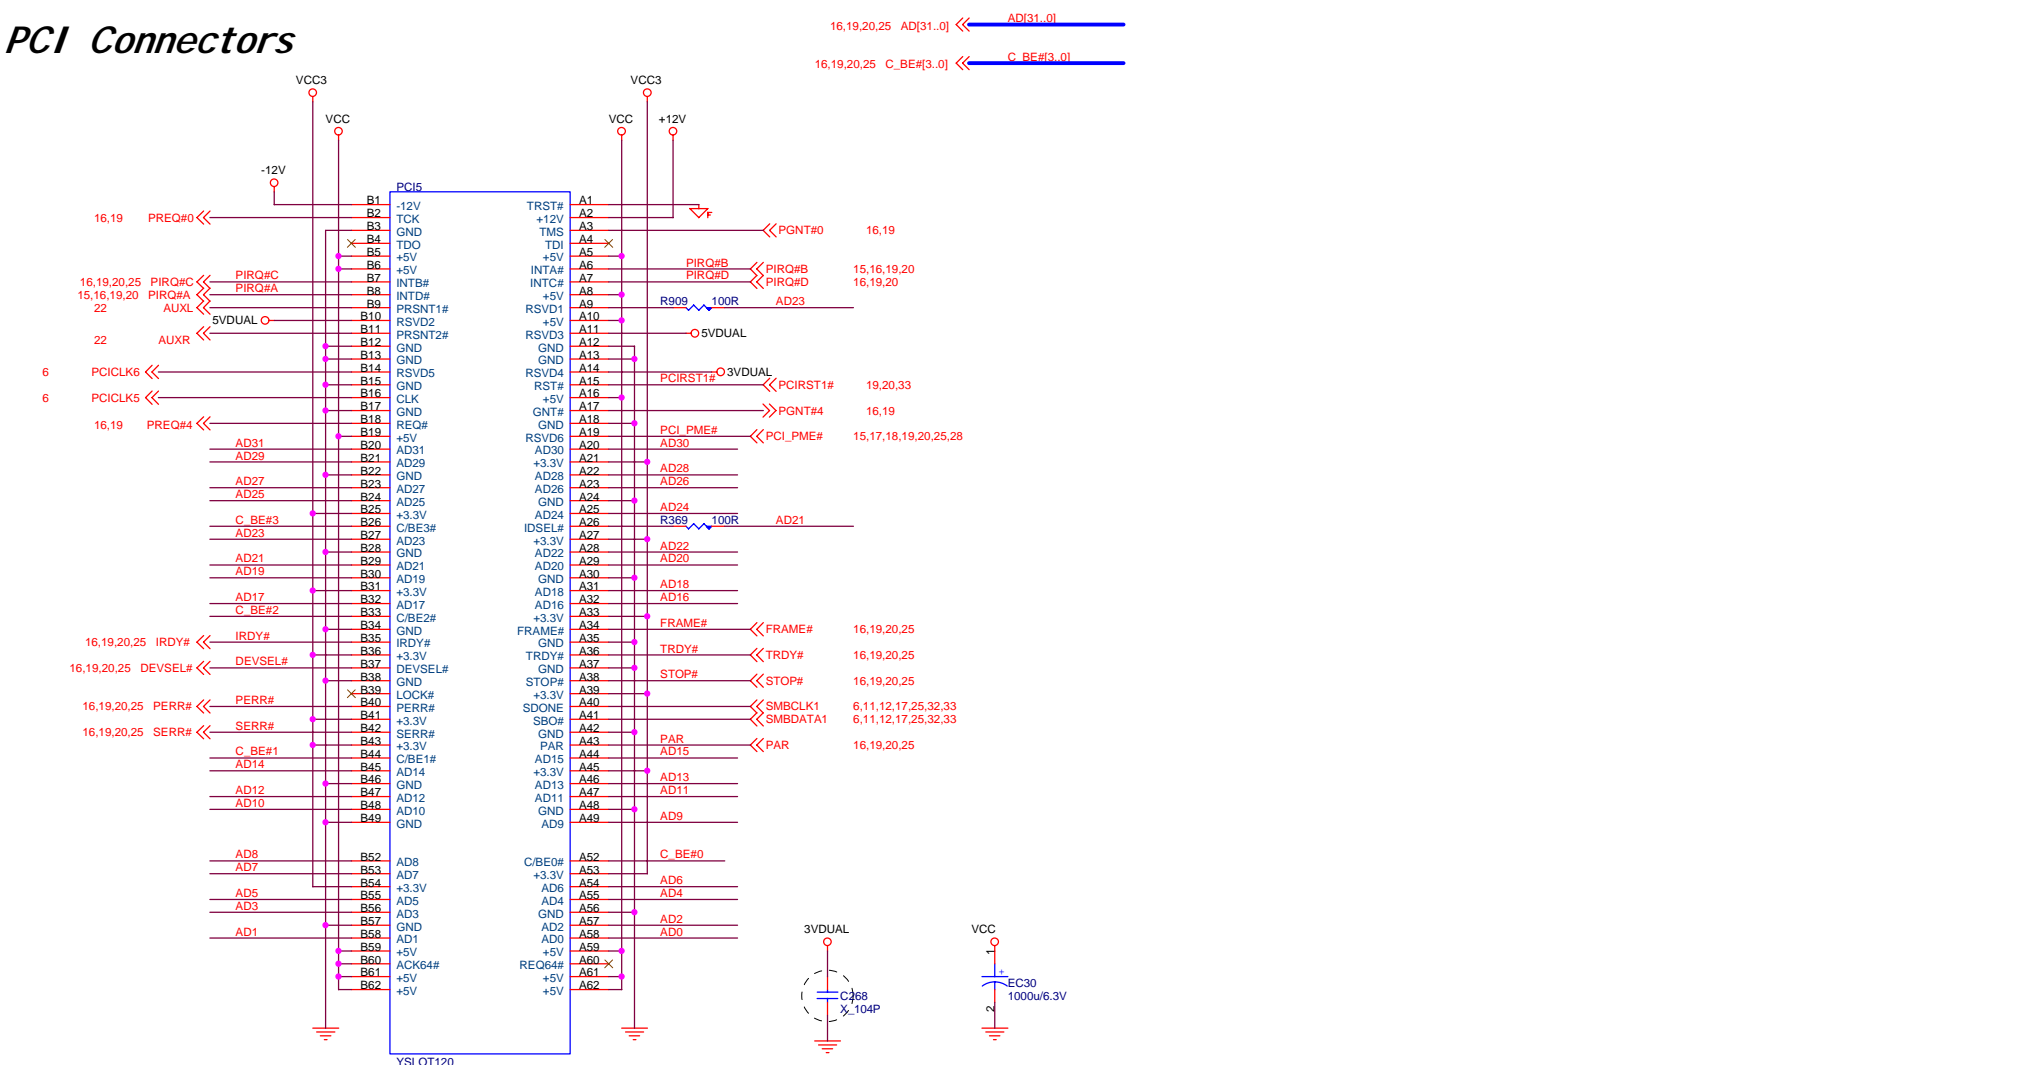 PCI Connectors
16,19,20,25 AD[31..0] AD[31..0]
16,19,20,25 C_BE#[3..0] C_BE#[3..0]
VCC3 VCC3
VCC VCC +12V
-12V
PCI5
B1 -12V TRST# A1
16,19 PREQ#0 B2 TCK +12V A2
F
B3 GND TMS A3 PGNT#0 16,19
B4 TDO TDI A4
B5 +5V +5V A5
B6 +5V INTA# A6 PIRQ#B PIRQ#B 15,16,19,20
16,19,20,25 PIRQ#C PIRQ#C B7 INTB# INTC# A7 PIRQ#D PIRQ#D 16,19,20
15,16,19,20 PIRQ#A PIRQ#A B8 INTD# +5V A8
22 AUXL B9 PRSNT1# RSVD1 A9 R909 100R AD23
5VDUAL B10 RSVD2 +5V A10
22 AUXR B11 PRSNT2# RSVD3 A11 5VDUAL
B12 GND GND A12
B13 GND GND A13
6 PCICLK6 B14 RSVD5 RSVD4 A14 3VDUAL
B15 GND RST# A15 PCIRST1# PCIRST1# 19,20,33
6 PCICLK5 B16 CLK +5V A16
B17 GND GNT# A17 PGNT#4 16,19
16,19 PREQ#4 B18 REQ# GND A18
B19 +5V RSVD6 A19 PCI_PME# PCI_PME# 15,17,18,19,20,25,28
AD31 B20 AD31 AD30 A20 AD30
AD29 B21 AD29 +3.3V A21
B22 GND AD28 A22 AD28
AD27 B23 AD27 AD26 A23 AD26
AD25 B24 AD25 GND A24
B25 +3.3V AD24 A25 AD24
C_BE#3 B26 C/BE3# IDSEL# A26 R369 100R AD21
AD23 B27 AD23 +3.3V A27
B28 GND AD22 A28 AD22
AD21 B29 AD21 AD20 A29 AD20
AD19 B30 AD19 GND A30
B31 +3.3V AD18 A31 AD18
AD17 B32 AD17 AD16 A32 AD16
C_BE#2 B33 C/BE2# +3.3V A33
B34 GND FRAME# A34 FRAME# FRAME# 16,19,20,25
16,19,20,25 IRDY# IRDY# B35 IRDY# GND A35
B36 +3.3V TRDY# A36 TRDY# TRDY# 16,19,20,25
16,19,20,25 DEVSEL# DEVSEL# B37 DEVSEL# GND A37
B38 GND STOP# A38 STOP# STOP# 16,19,20,25
B39 LOCK# +3.3V A39
16,19,20,25 PERR# PERR# B40 PERR# SDONE A40 SMBCLK1 6,11,12,17,25,32,33
B41 +3.3V SBO# A41 SMBDATA1 6,11,12,17,25,32,33
16,19,20,25 SERR# SERR# B42 SERR# GND A42
B43 +3.3V PAR A43 PAR PAR 16,19,20,25
C_BE#1 B44 C/BE1# AD15 A44 AD15
AD14 B45 AD14 +3.3V A45
B46 GND AD13 A46 AD13
AD12 B47 AD12 AD11 A47 AD11
AD10 B48 AD10 GND A48
B49 GND AD9 A49 AD9
AD8 B52 AD8 C/BE0# A52 C_BE#0
AD7 B53 AD7 +3.3V A53
B54 +3.3V AD6 A54 AD6
AD5 B55 AD5 AD4 A55 AD4
AD3 B56 AD3 GND A56
B57 GND AD2 A57 AD2
AD1 B58 AD1 AD0 A58 AD0
B59 +5V +5V A59
B60 ACK64# REQ64# A60
B61 +5V +5V A61
B62 +5V +5V A62
YSLOT120
3VDUAL
C268
X_104P
VCC
1
+
EC30
1000u/6.3V
2